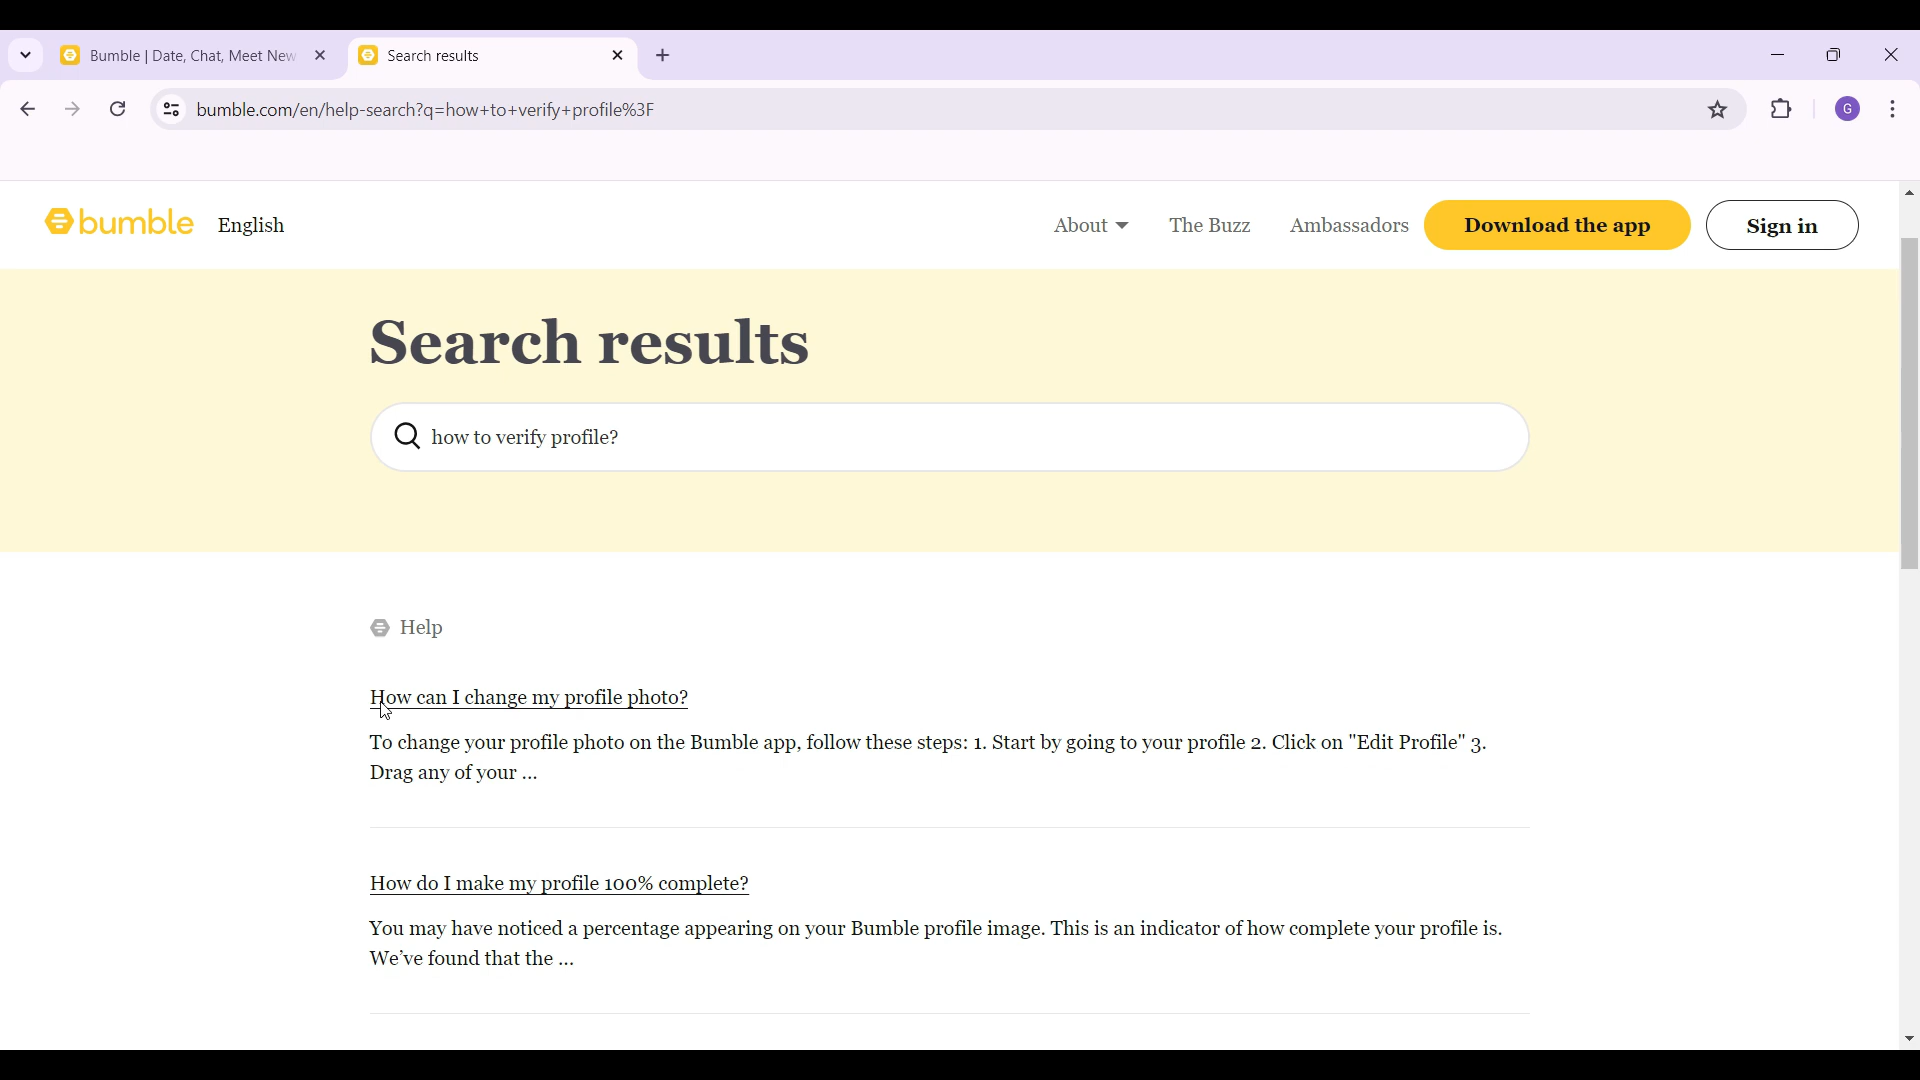 Bumble | Date, Chat, Meet New
Search results
bumble.com/en/help-search?q=how+to+verify+profile%3F
G
bumble
English
About
The Buzz
Ambassadors
Download the app
Sign in
Search results
how to verify profile?
Help
How can I change my profile photo?
To change your profile photo on the Bumble app, follow these steps: 1. Start by going to your profile 2. Click on "Edit Profile" 3.
Drag any of your ...
How do I make my profile 100% complete?
You may have noticed a percentage appearing on your Bumble profile image. This is an indicator of how complete your profile is.
We’ve found that the ...